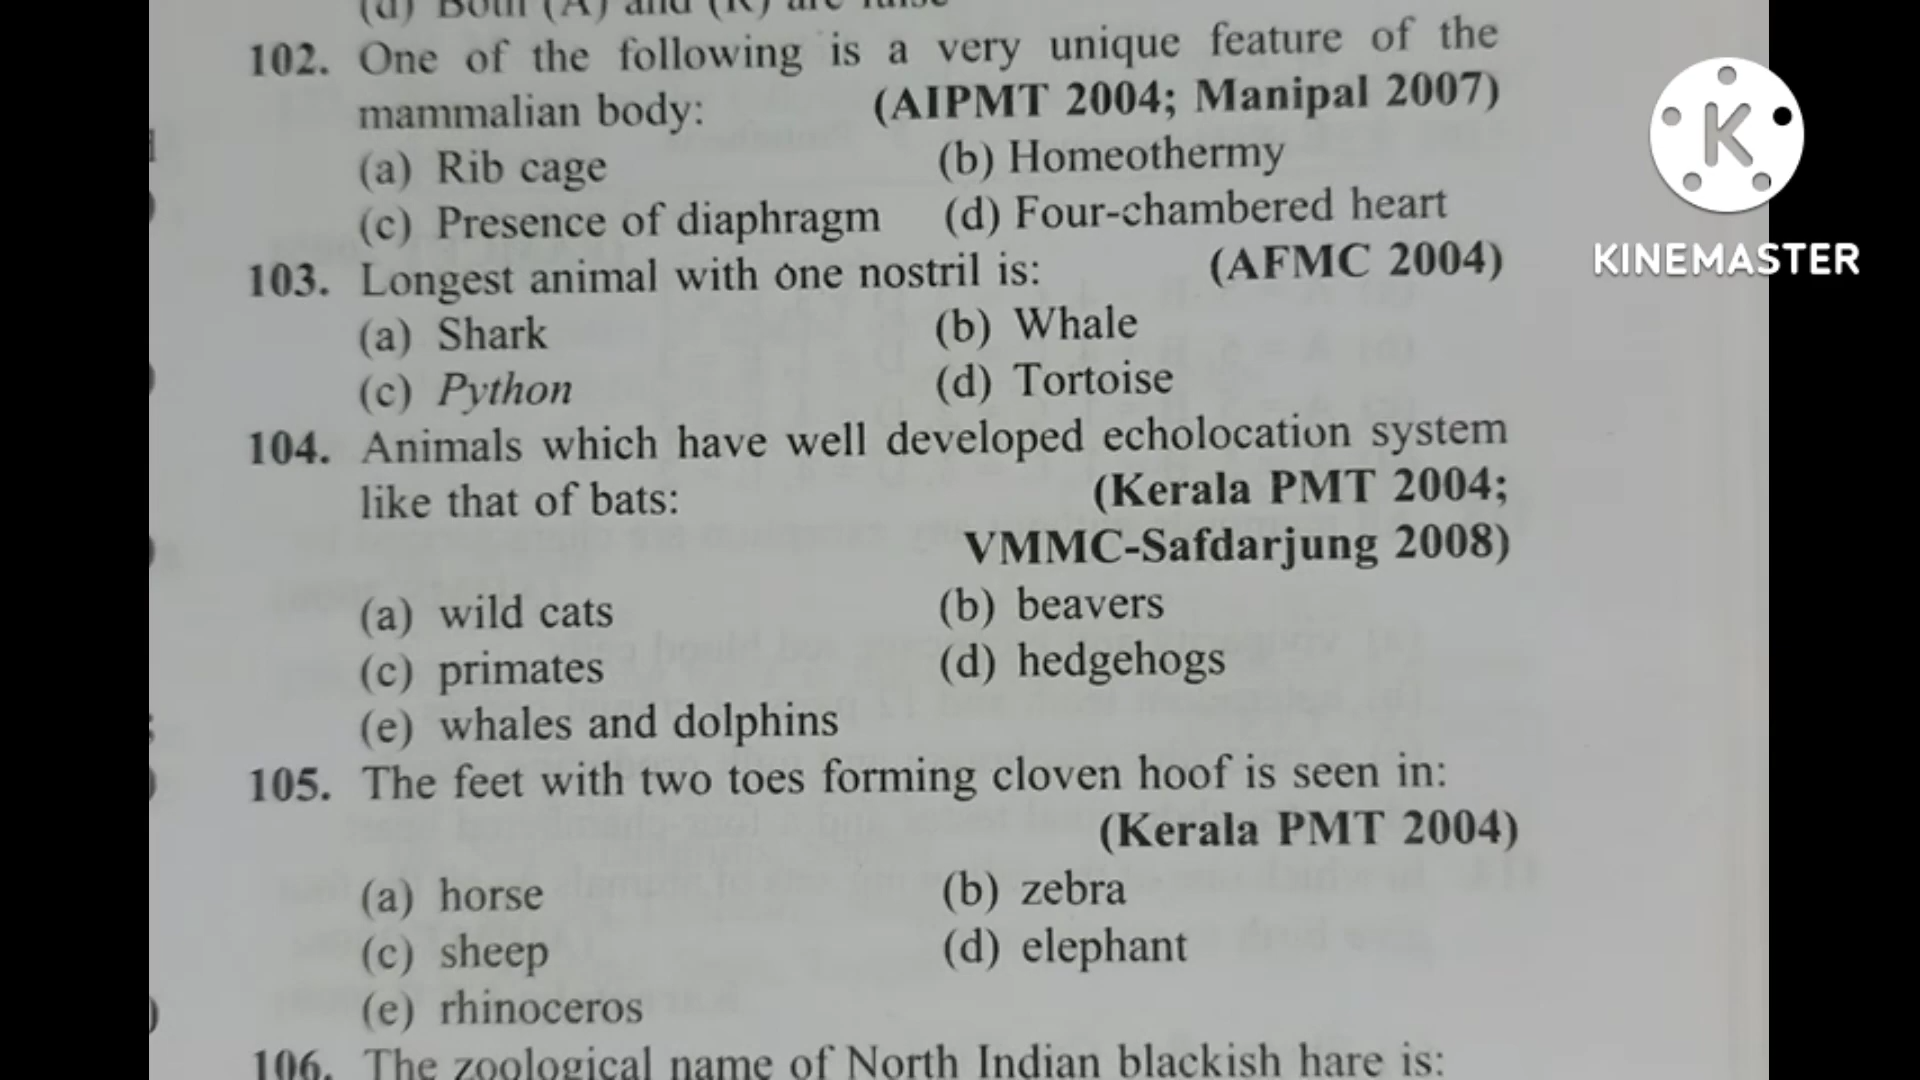 (d) Both (A) and (R) are false
102. One of the following is a very unique feature of the
mammalian body: (AIPMT 2004; Manipal 2007)
(a) Rib cage (b) Homeothermy
(c) Presence of diaphragm (d) Four-chambered heart
103. Longest animal with one nostril is: (AFMC 2004)
(a) Shark (b) Whale
(c) Python (d) Tortoise
104. Animals which have well developed echolocation system
like that of bats: (Kerala PMT 2004;
VMMC-Safdarjung 2008)
(a) wild cats (b) beavers
(c) primates (d) hedgehogs
(e) whales and dolphins
105. The feet with two toes forming cloven hoof is seen in:
(Kerala PMT 2004)
(a) horse (b) zebra
(c) sheep (d) elephant
(e) rhinoceros
106. The zoological name of North Indian blackish hare is:
K
KINEMASTER